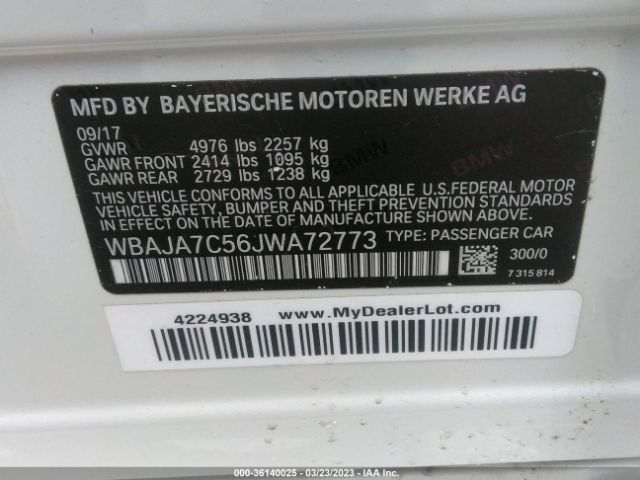 MFD BY BAYERISCHE MOTOREN WERKE AG
09/17
GVWR 4976 lbs 2257 kg
GAWR FRONT 2414 lbs 1095 kg
GAWR REAR 2729 lbs 1238 kg
THIS VEHICLE CONFORMS TO ALL APPLICABLE U.S.FEDERAL MOTOR
VEHICLE SAFETY, BUMPER AND THEFT PREVENTION STANDARDS
IN EFFECT ON THE DATE OF MANUFACTURE SHOWN ABOVE.
WBAJA7C56JWA72773 TYPE: PASSENGER CAR
300/0
7 315 814
4224938 www.MyDealerLot.com
000-36140025 - 03/23/2023 - IAAI.com